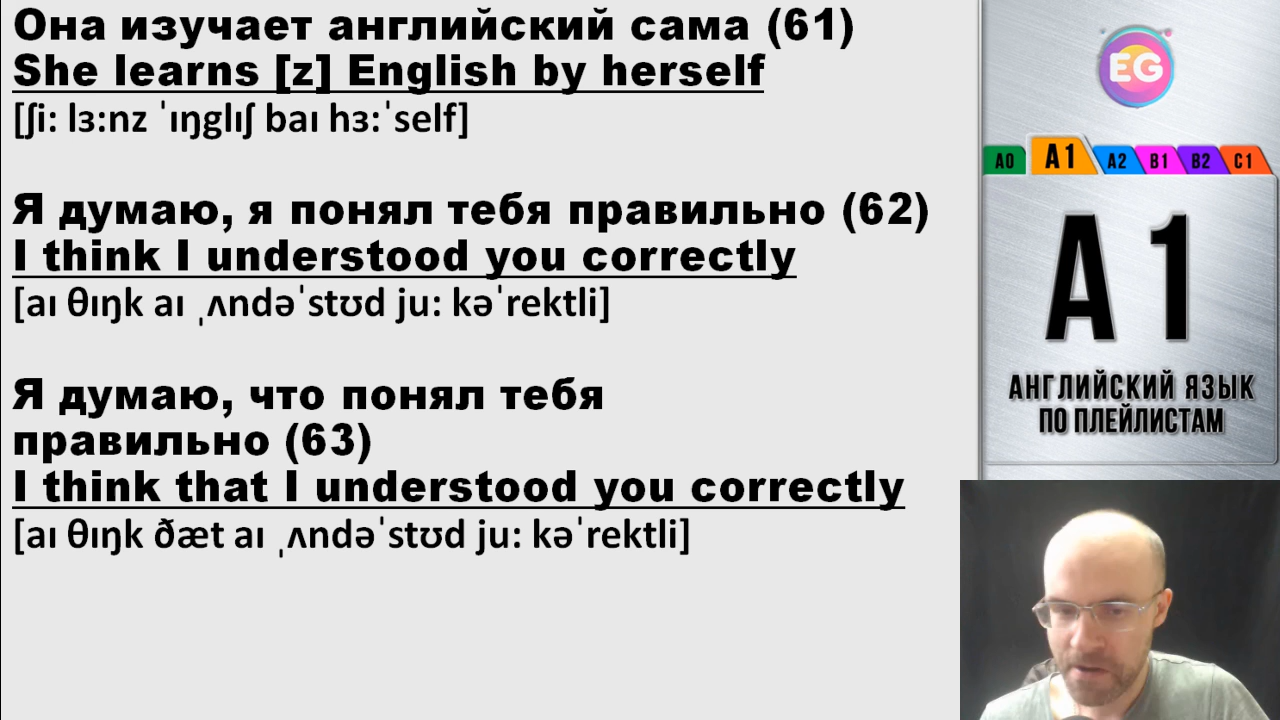 Она изучает английский сама (61)
She learns [z] English by herself
[ʃi: lɜ:nz ˈɪŋglɪʃ baɪ hɜ:ˈself]
Я думаю, я понял тебя правильно (62)
I think I understood you correctly
[aɪ θɪŋk aɪ ˌʌndəˈstʊd ju: kəˈrektli]
Я думаю, что понял тебя
правильно (63)
I think that I understood you correctly
[aɪ θɪŋk ðæt aɪ ˌʌndəˈstʊd ju: kəˈrektli]
EG
A0 A1 A2 B1 B2 C1
A1
АНГЛИЙСКИЙ ЯЗЫК
ПО ПЛЕЙЛИСТАМ